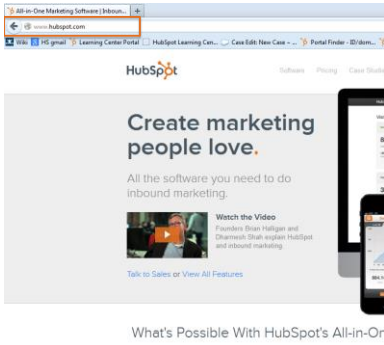 All-in-One Marketing Software | Inboun...
www.hubspot.com
Wiki HS gmail Learning Center Portal HubSpot Learning Cen... Case Edit: New Case ~ ... Portal Finder - ID/dom...
HubSpot
Software Pricing Case Studie
Create marketing
people love.
All the software you need to do
inbound marketing.
Watch the Video
Founders Brian Halligan and
Dharmesh Shah explain HubSpot
and inbound marketing.
Talk to Sales or View All Features
What's Possible With HubSpot's All-in-On